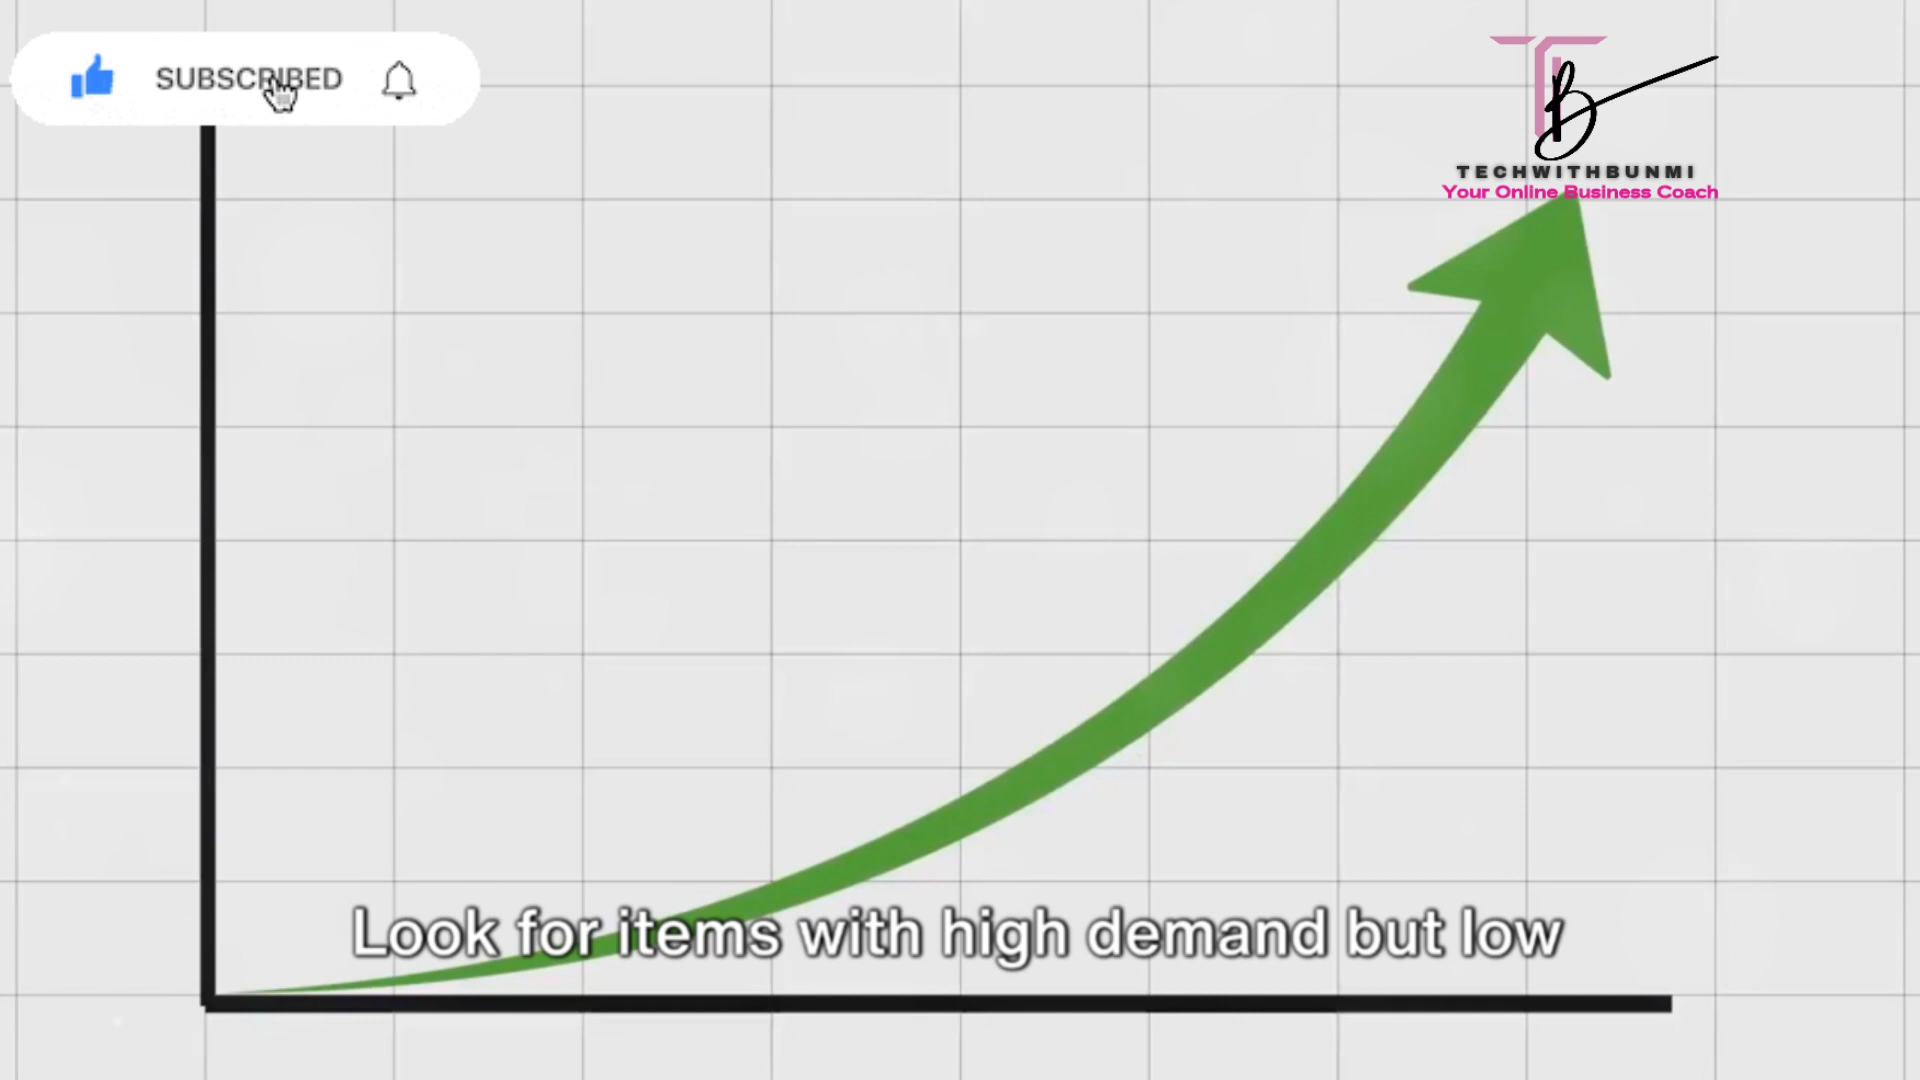 SUBSCRIBED
TECHWITHBUNMI
Your Online Business Coach
Look for items with high demand but low